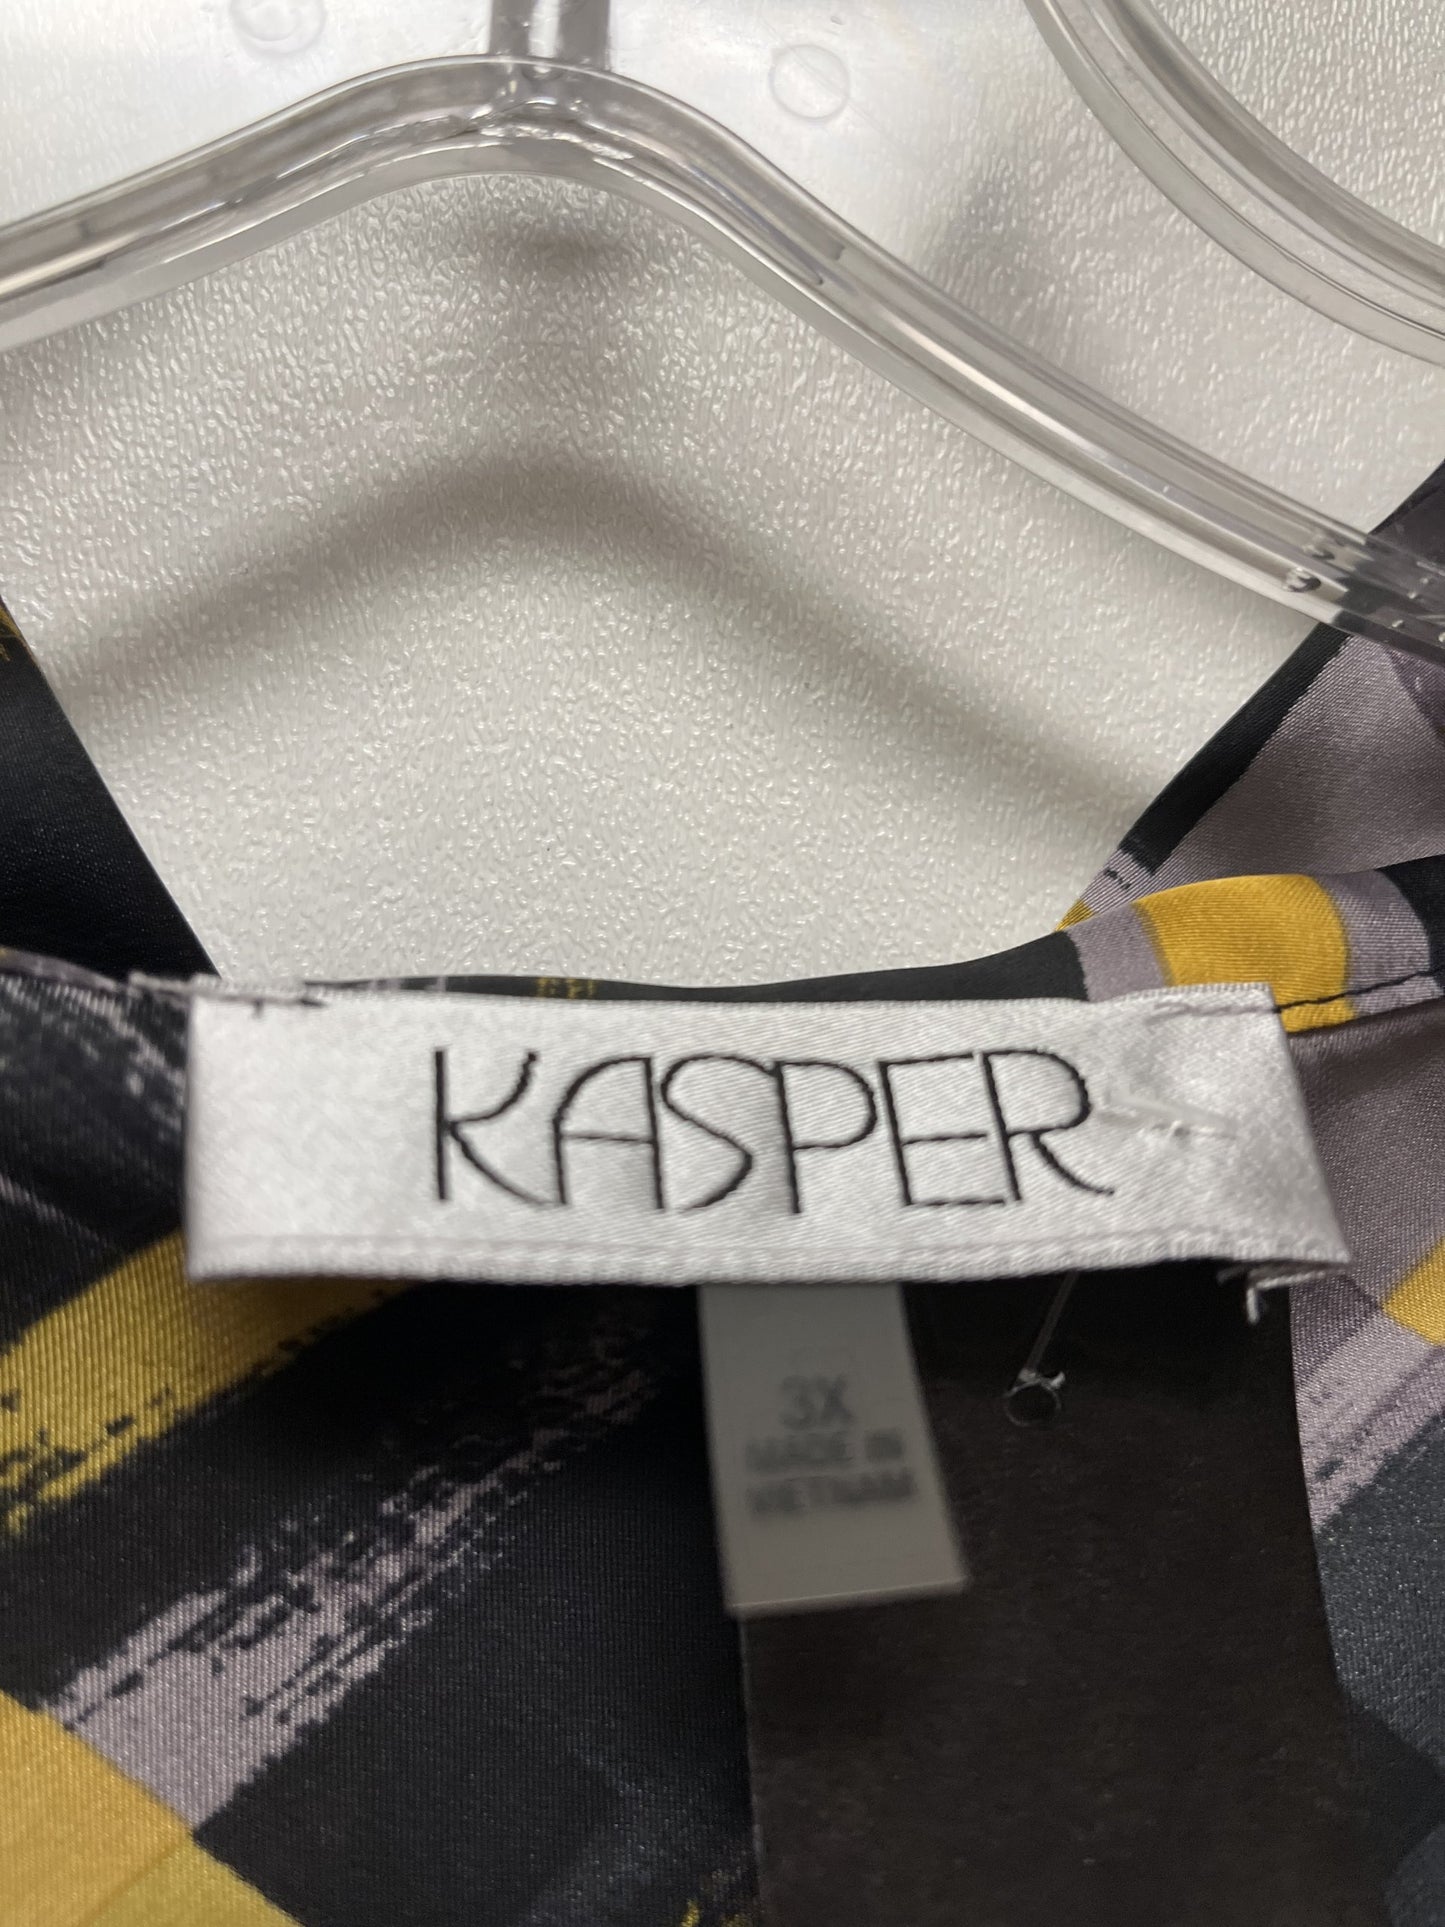 KASPER
3X
MADE IN
VIETNAM